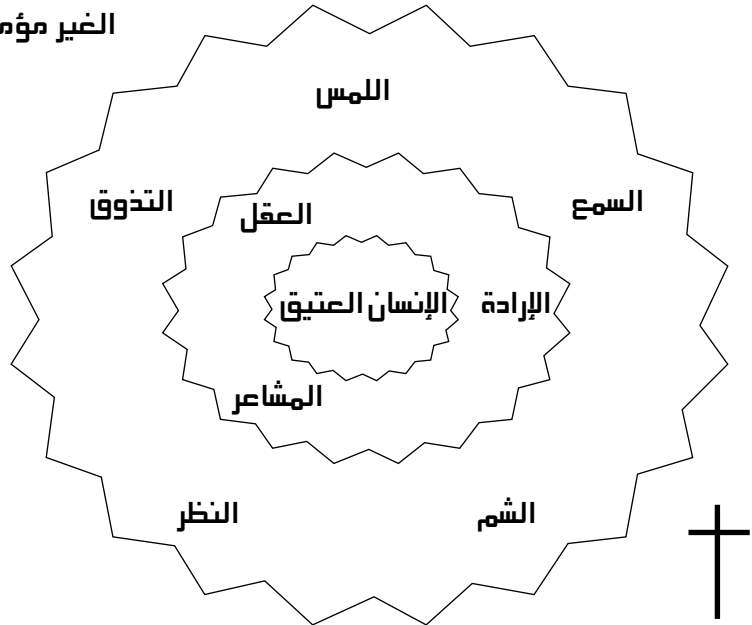 الغير
اللمس
السمع
التذوق
العقل
الإرادة
الإنسان العتيق
المشاعر
الشم
النظر